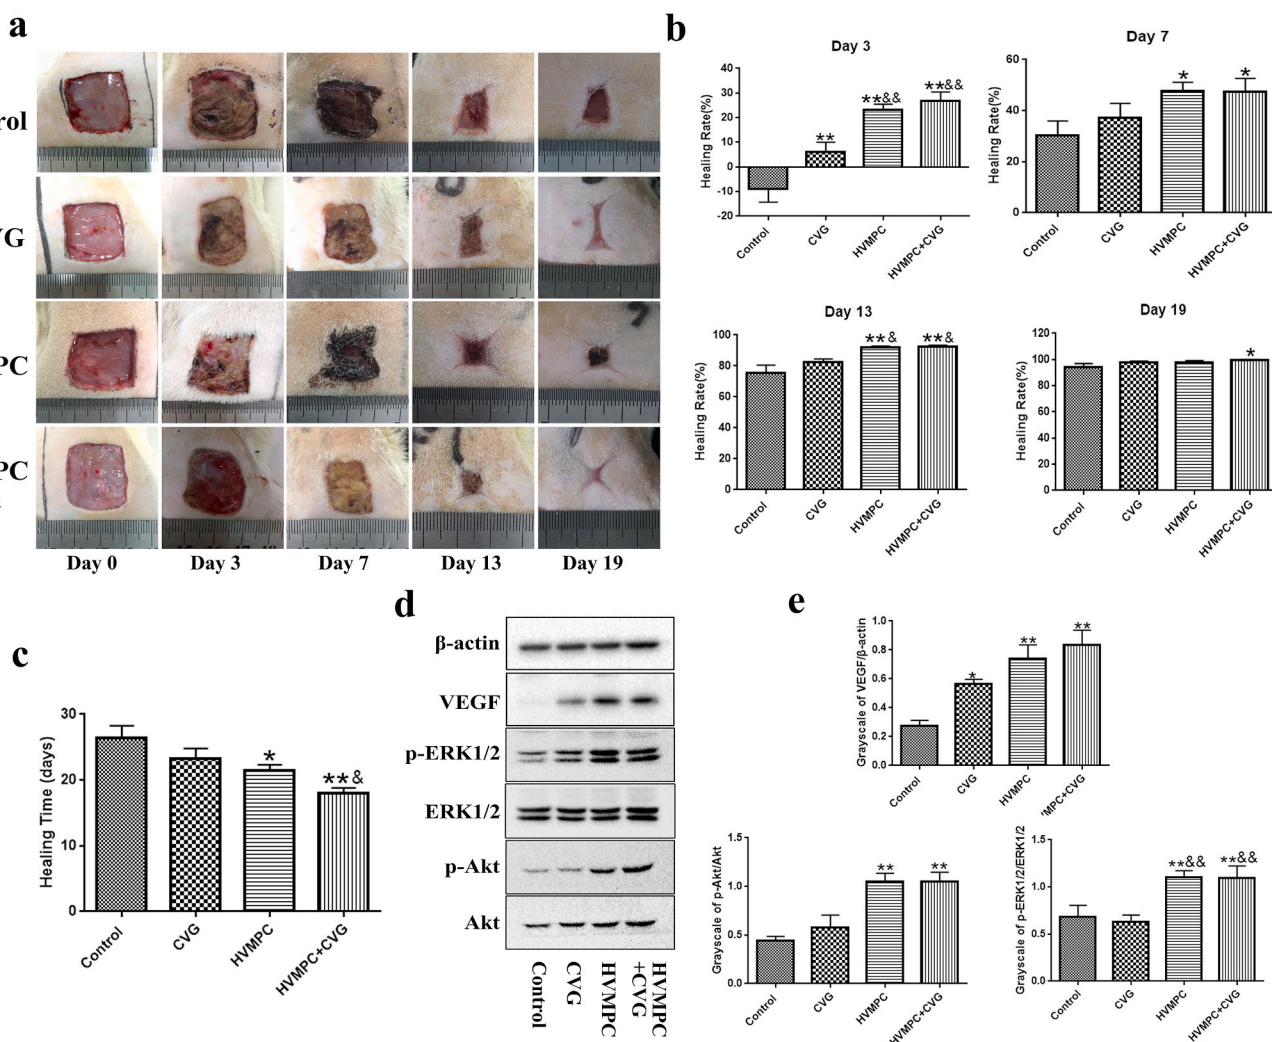 a
rol
VG
PC
PC
Day 0
Day 3
Day 7
Day 13
Day 19
b
Day 3
Healing Rate(%)
40
30
20
10
0
-10
-20
**
**&&
**&&
Control
CVG
HVMPC
HVMPC+CVG
Day 7
Healing Rate(%)
60
40
20
0
*
*
Control
CVG
HVMPC
HVMPC+CVG
Day 13
Healing Rate(%)
100
80
60
40
20
0
**&
**&
Control
CVG
HVMPC
HVMPC+CVG
Day 19
Healing Rate(%)
120
100
80
60
40
20
0
*
Control
CVG
HVMPC
HVMPC+CVG
c
Healing Time (days)
30
20
10
0
*
**&
Control
CVG
HVMPC
HVMPC+CVG
d
β-actin
VEGF
p-ERK1/2
ERK1/2
p-Akt
Akt
Control
CVG
HVMPC
HVMPC
+CVG
e
Grayscale of VEGF/β-actin
1.0
0.8
0.6
0.4
0.2
0.0
*
**
**
Control
CVG
HVMPC
MPC+CVG
Grayscale of p-Akt/Akt
1.5
1.0
0.5
0.0
**
**
Control
CVG
HVMPC
HVMPC+CVG
Grayscale of p-ERK1/2/ERK1/2
1.5
1.0
0.5
0.0
**&&
**&&
Control
CVG
HVMPC
HVMPC+CVG